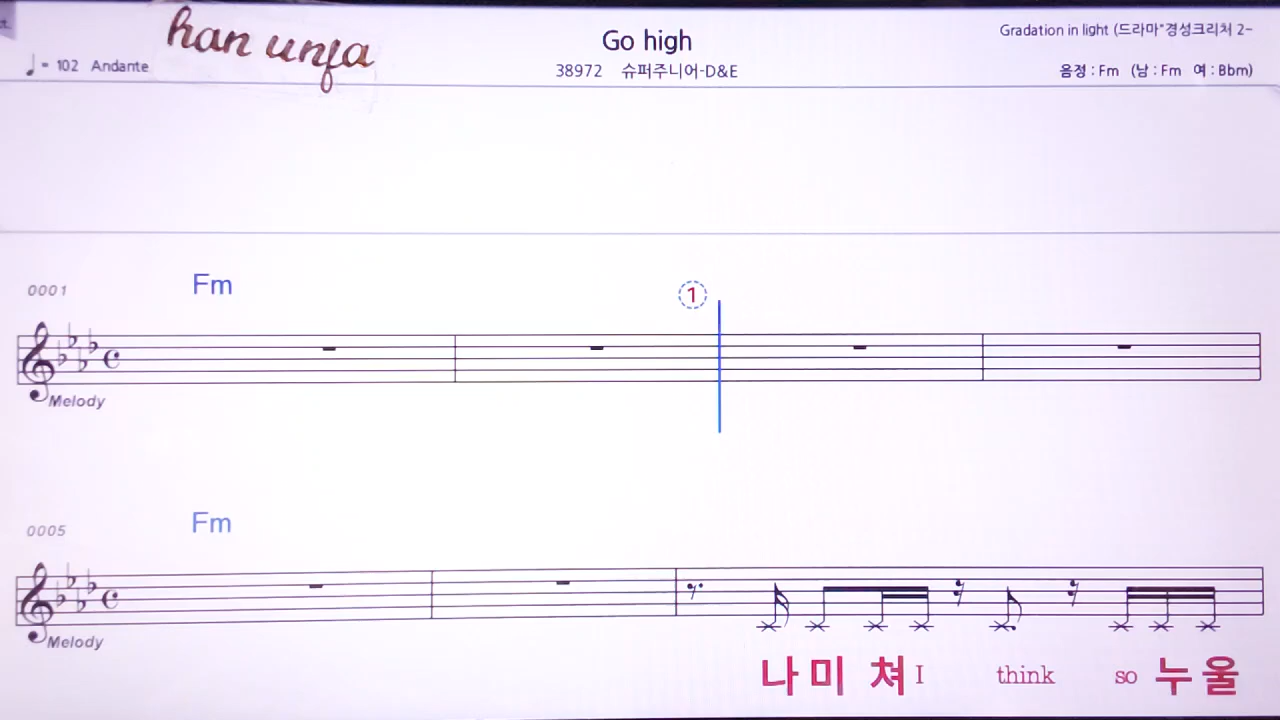 han unfa
♩= 102 Andante
Go high
38972 슈퍼주니어-D&E
Gradation in light (드라마"경성크리처 2-
음정 : Fm (남 : Fm 여 : Bbm)
0001 Fm
1
Melody
0005 Fm
Melody
나 미 쳐 I think so 누 울